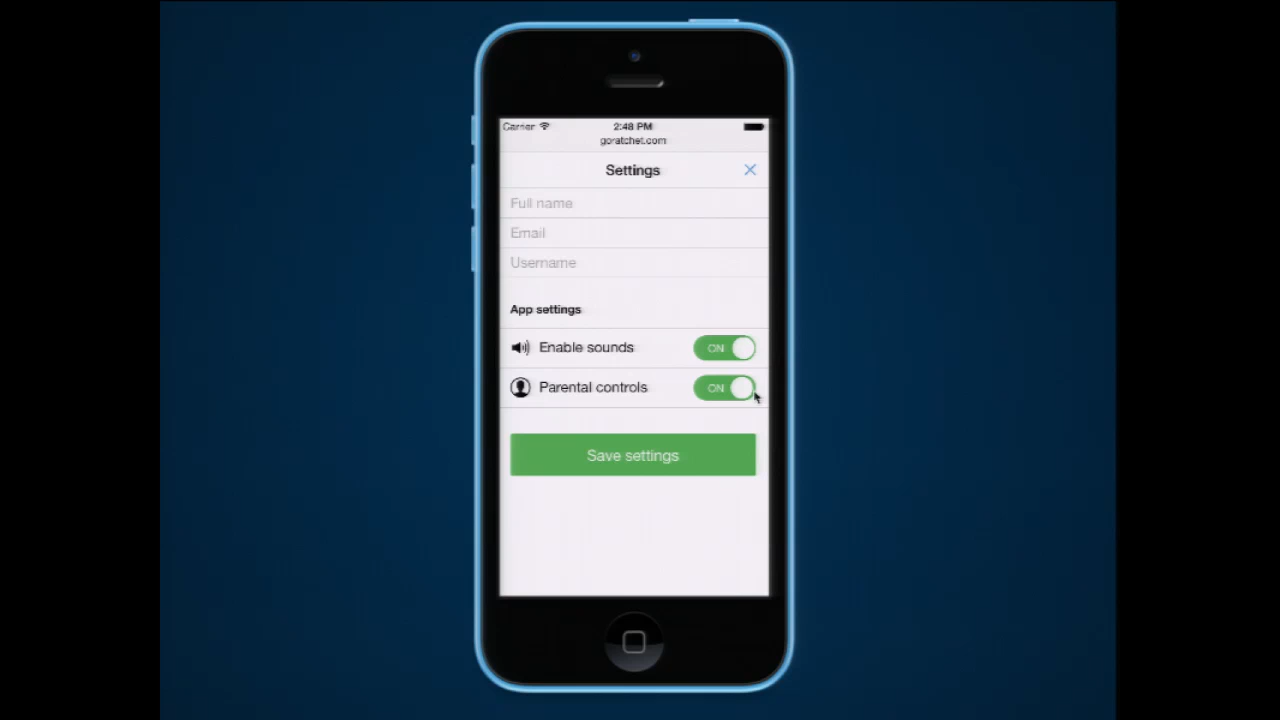 Carrier
2:48 PM
goratchet.com
Settings
Full name
Email
Username
App settings
Enable sounds ON
Parental controls ON
Save settings